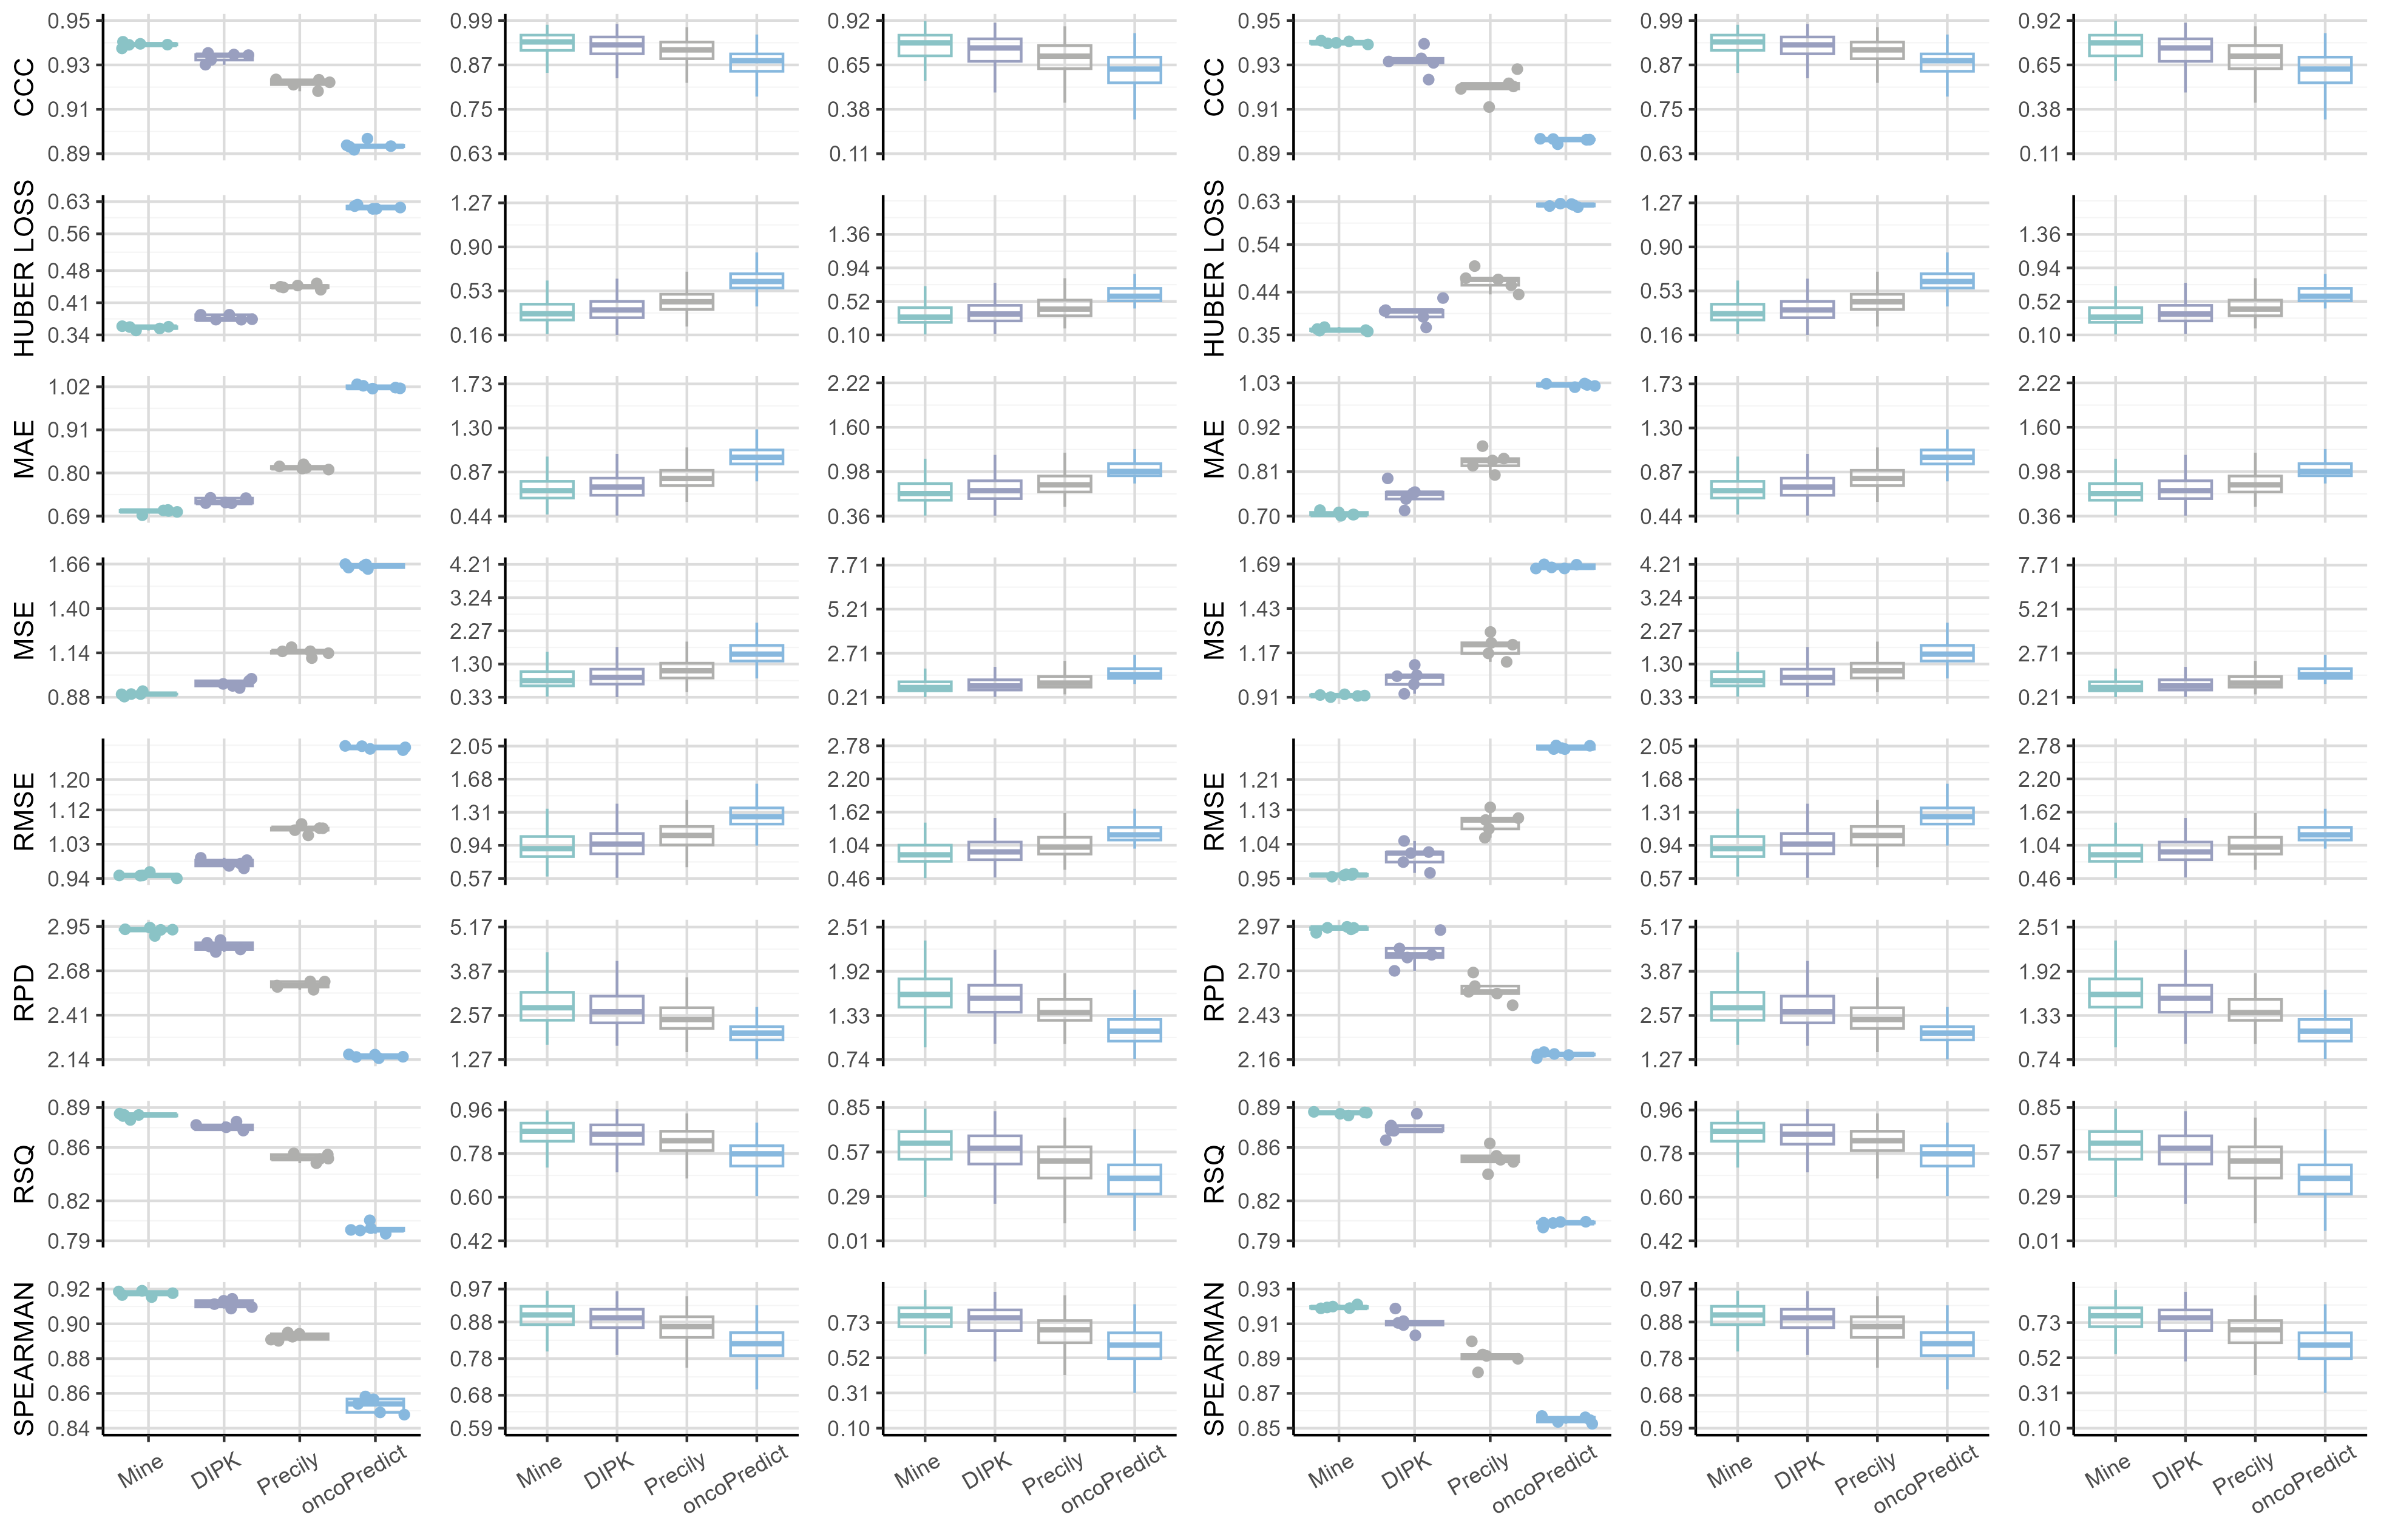 CCC
0.95 0.99 0.92
0.93 0.87 0.65
0.91 0.75 0.38
0.89 0.63 0.11
CCC
0.95 0.99 0.92
0.93 0.87 0.65
0.91 0.75 0.38
0.89 0.63 0.11
HUBER LOSS
0.63 1.27
0.56 1.36
0.90
0.48 0.94
0.53
0.41 0.52
0.34 0.16 0.10
HUBER LOSS
0.63 1.27
1.36
0.54 0.90
0.94
0.44 0.53 0.52
0.35 0.16 0.10
MAE
1.02 1.73 2.22
0.91 1.30 1.60
0.80 0.87 0.98
0.69 0.44 0.36
MAE
1.03 1.73 2.22
0.92 1.30 1.60
0.81 0.87 0.98
0.70 0.44 0.36
MSE
1.66 4.21 7.71
3.24
1.40 5.21
2.27
1.14 2.71
1.30
0.88 0.33 0.21
MSE
1.69 4.21 7.71
3.24
1.43 5.21
2.27
1.17 2.71
1.30
0.91 0.33 0.21
RMSE
2.05 2.78
1.20 1.68 2.20
1.12 1.31 1.62
1.03 0.94 1.04
0.94 0.57 0.46
RMSE
2.05 2.78
1.21 1.68 2.20
1.13 1.31 1.62
1.04 0.94 1.04
0.95 0.57 0.46
RPD
2.95 5.17 2.51
2.68 3.87 1.92
2.41 2.57 1.33
2.14 1.27 0.74
RPD
2.97 5.17 2.51
2.70 3.87 1.92
2.43 2.57 1.33
2.16 1.27 0.74
RSQ
0.89 0.96 0.85
0.86 0.78 0.57
0.82 0.60 0.29
0.79 0.42 0.01
RSQ
0.89 0.96 0.85
0.86 0.78 0.57
0.82 0.60 0.29
0.79 0.42 0.01
SPEARMAN
0.92 0.97
0.90 0.88 0.73
0.88 0.78 0.52
0.86 0.68 0.31
0.84 0.59 0.10
SPEARMAN
0.93 0.97
0.91 0.88 0.73
0.89 0.78 0.52
0.87 0.68 0.31
0.85 0.59 0.10
Mine DIPK Precily oncoPredict
Mine DIPK Precily oncoPredict
Mine DIPK Precily oncoPredict
Mine DIPK Precily oncoPredict
Mine DIPK Precily oncoPredict
Mine DIPK Precily oncoPredict